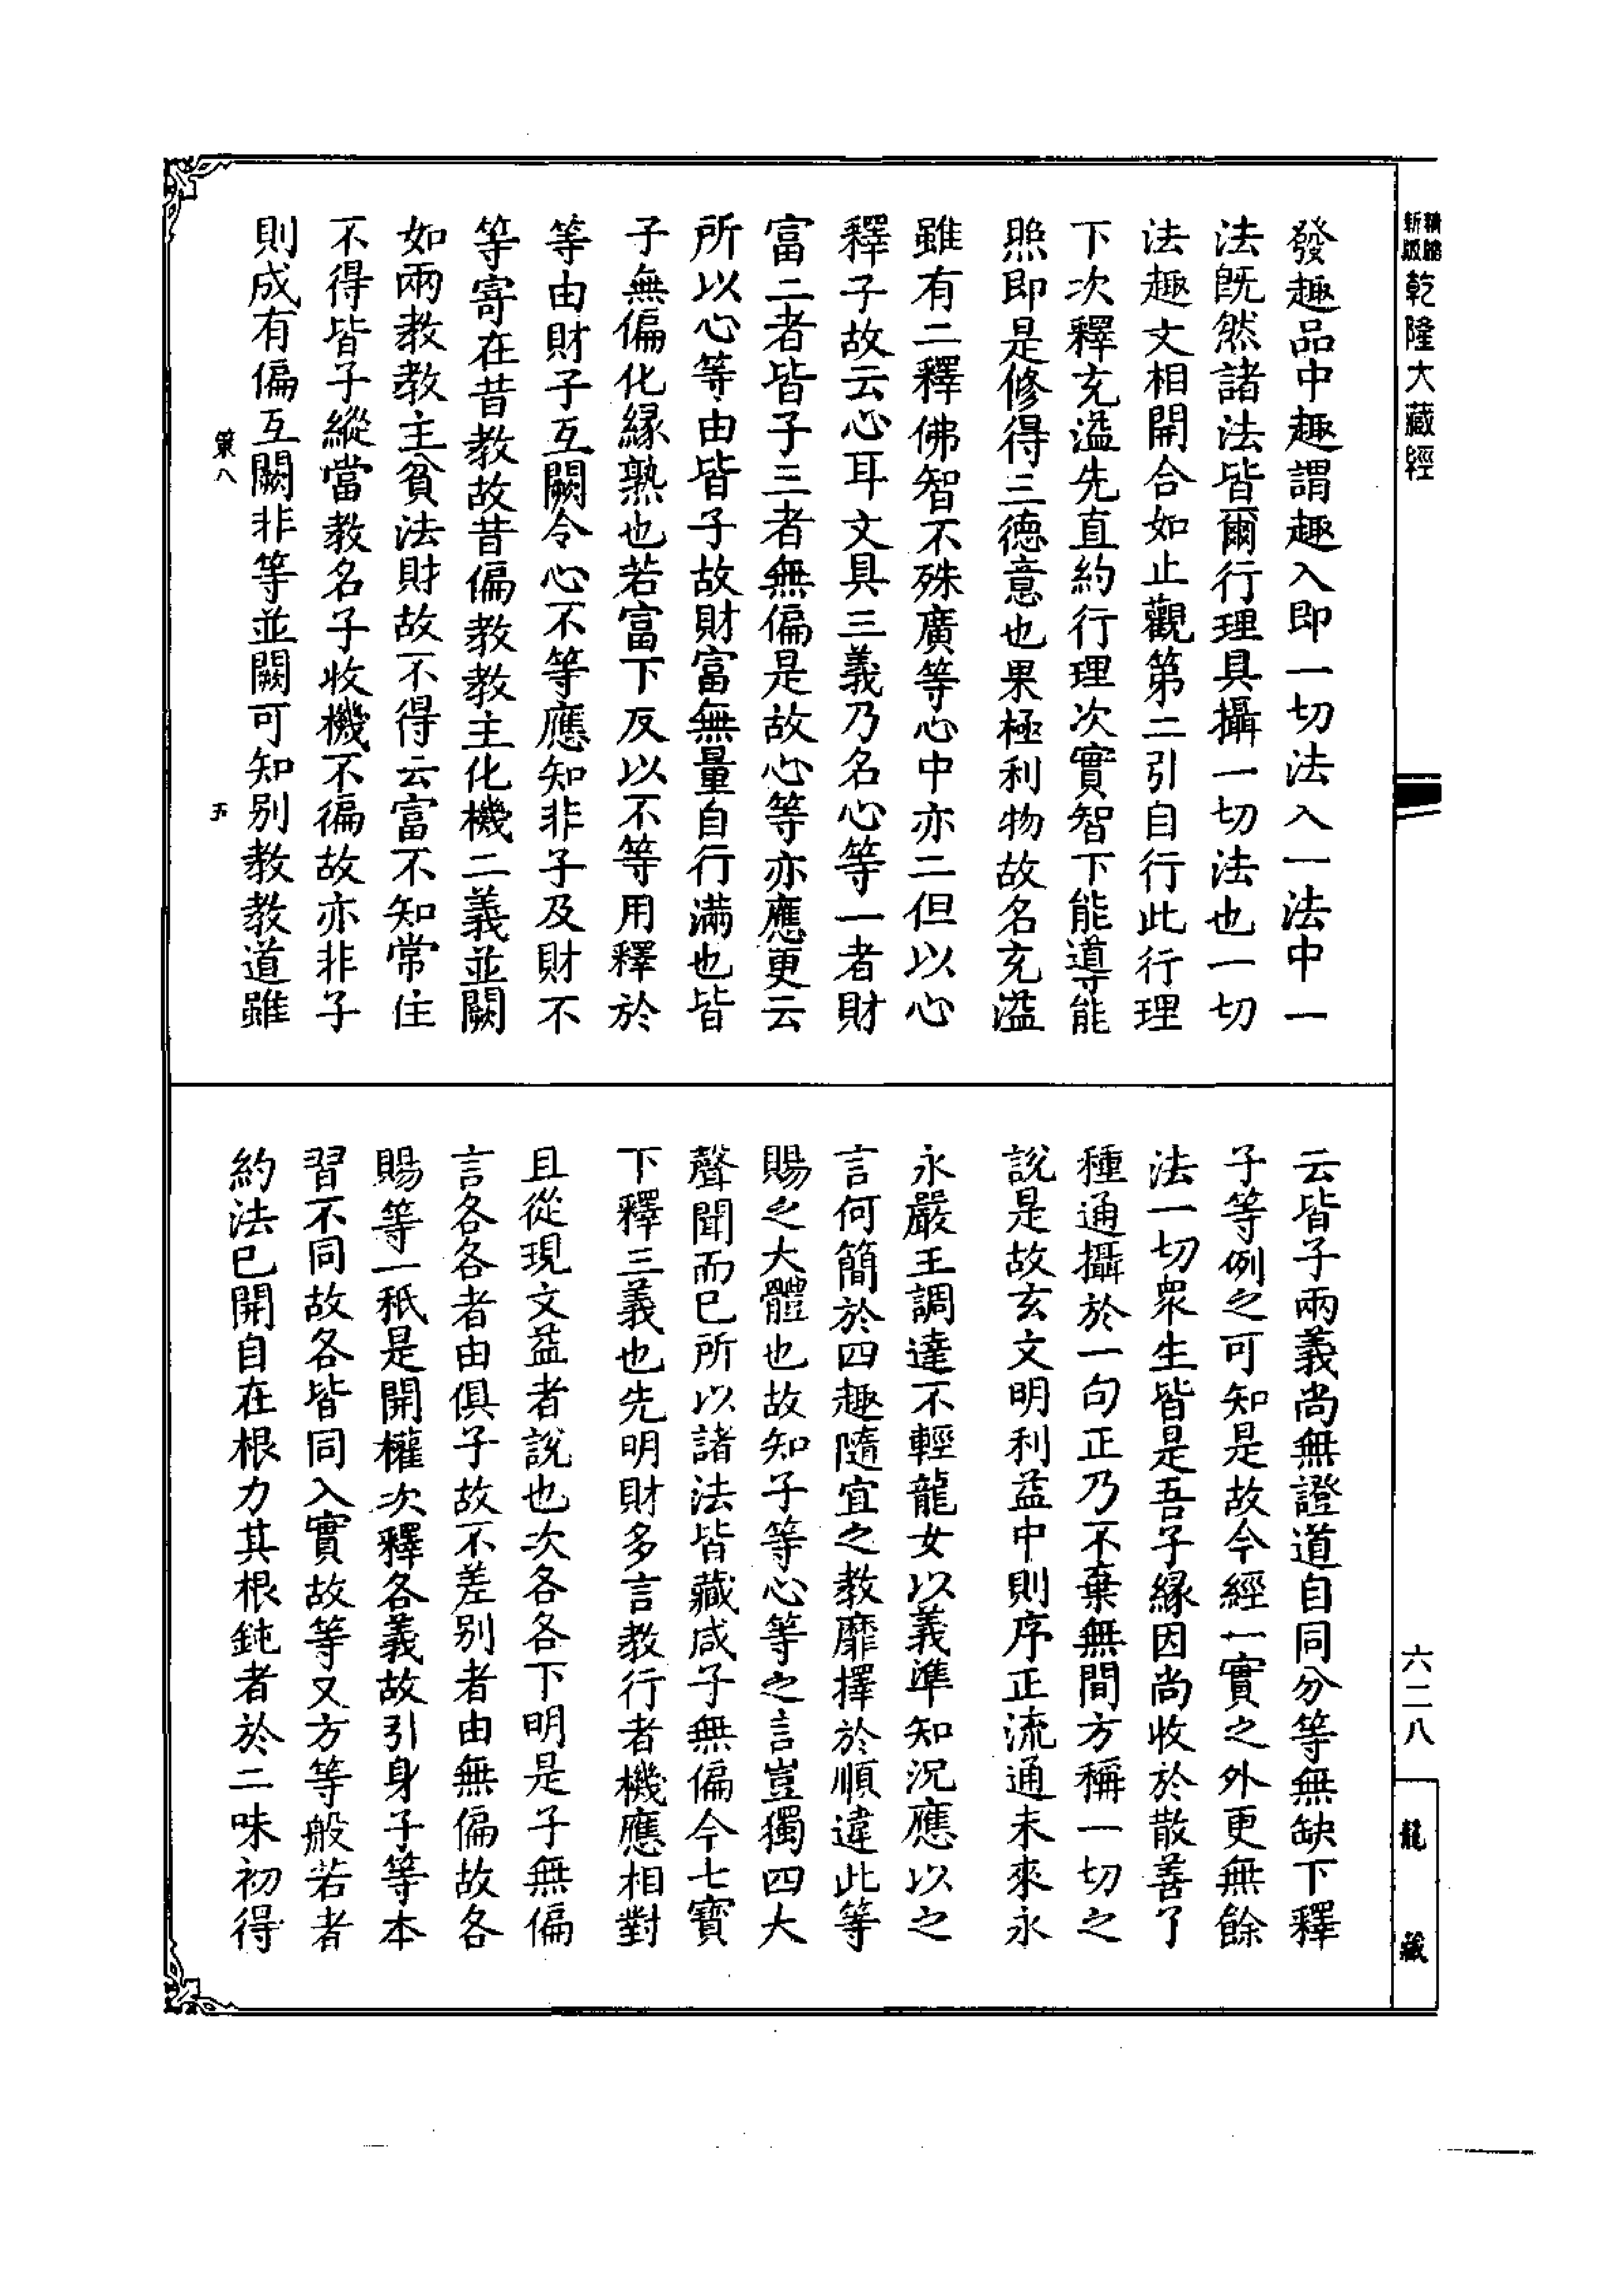 新版
精縮
乾隆大藏經
發趣品中趣謂趣入即一切法入一法中一
法旣然諸法皆爾行理具攝一切法也一切
法趣文相開合如止觀第二引自行此行理
下次釋充溢先直約行理次實智下能導能
照即是修得三德意也果極利物故名充溢
雖有二釋佛智不殊廣等心中亦二但以心
釋子故云心耳文具三義乃名心等一者財
富二者皆子三者無偏是故心等亦應更云
所以心等由皆子故財富無量自行滿也皆
子無偏化緣熟也若富下反以不等用釋於
等由財子互闕令心不等應知非子及財不
等寄在昔教故昔偏教教主化機二義並闕
如兩教教主貧法財故不得云富不知常住
不得皆子縱當教名子收機不徧故亦非子
則成有偏互闕非等並闕可知別教教道雖
策八
五
云皆子兩義尚無證道自同分等無缺下釋
子等例之可知是故今經一實之外更無餘
法一切眾生皆是吾子緣因尚收於散善了
種通攝於一句正乃不棄無間方稱一切之
說是故玄文明利益中則序正流通未來永
永嚴王調達不輕龍女以義準知況應以之
言何簡於四趣隨宜之教靡擇於順違此等
賜之大體也故知子等心等之言豈獨四大
聲聞而已所以諸法皆藏咸子無偏今七寶
下釋三義也先明財多言教行者機應相對
且從現文益者說也次各各下明是子無偏
言各各者由俱子故不差別者由無偏故各
賜等一秖是開權次釋各義故引身子等本
習不同故各皆同入實故等又方等般若者
約法已開自在根力其根鈍者於二味初得
六二八
龍藏